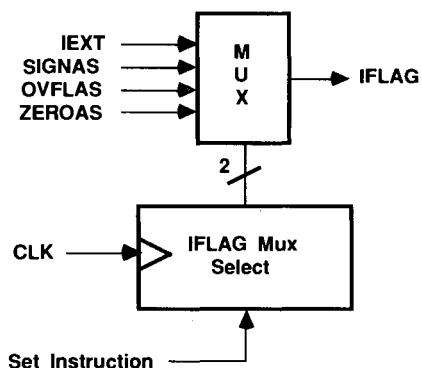 IEXT
SIGNAS
OVFLAS
ZEROAS
M
U
X
IFLAG
2
CLK
IFLAG Mux
Select
Set Instruction